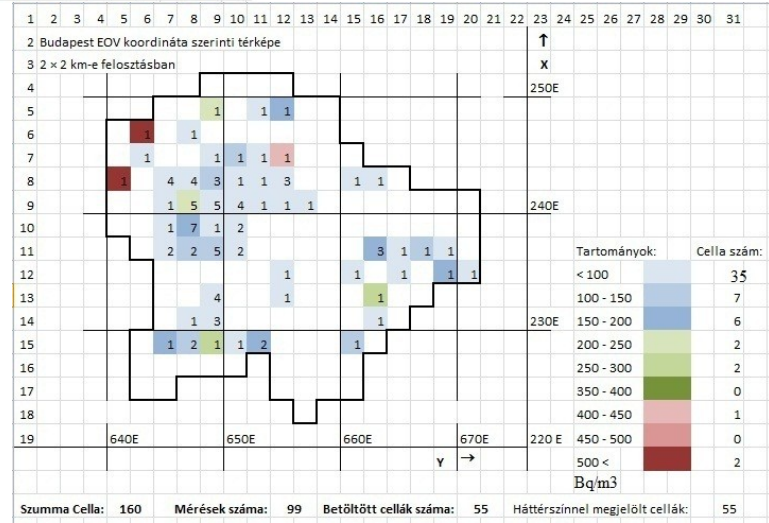 1 2 3 4 5 6 7 8 9 10 11 12 13 14 15 16 17 18 19 20 21 22 23 24 25 26 27 28 29 30 31
2 Budapest EOV koordináta szerinti térképe ↑
3 2 × 2 km-e felosztásban X
4 250E
5 1 1 1
6 1 1
7 1 1 1 1 1
8 1 4 4 3 1 1 3 1 1
9 1 5 5 4 1 1 1 240E
10 1 7 1 2
11 2 2 5 2 3 1 1 1 Tartományok: Cella szám:
12 1 1 1 1 1 < 100 35
13 4 1 1 100 - 150 7
14 1 3 1 230E 150 - 200 6
15 1 2 1 1 2 1 200 - 250 2
16 250 - 300 2
17 350 - 400 0
18 400 - 450 1
19 640E 650E 660E 670E 220 E 450 - 500 0
Y → 500 < 2
Bq/m3
Szumma Cella: 160 Mérések száma: 99 Betöltött cellák száma: 55 Háttérszínnel megjelölt cellák: 55